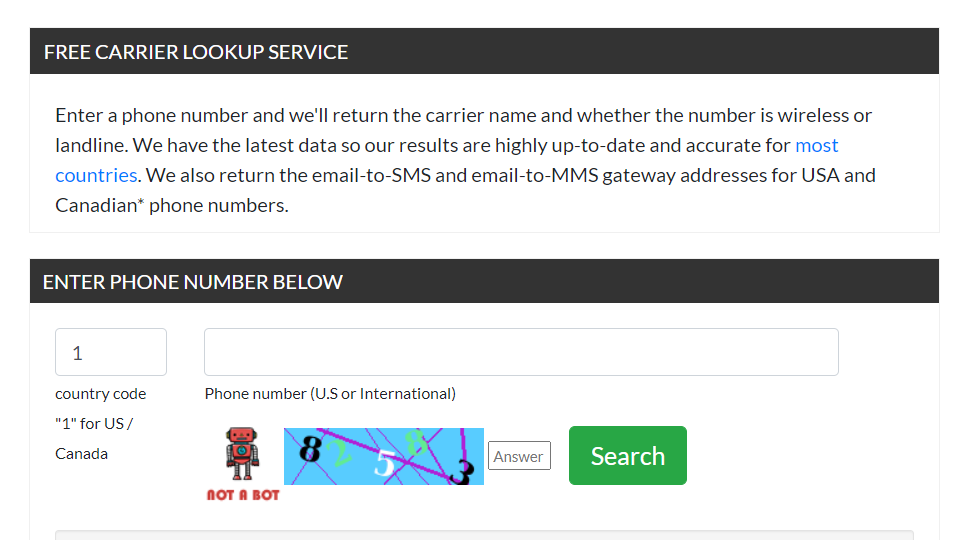 FREE CARRIER LOOKUP SERVICE
Enter a phone number and we'll return the carrier name and whether the number is wireless or
landline. We have the latest data so our results are highly up-to-date and accurate for most
countries. We also return the email-to-SMS and email-to-MMS gateway addresses for USA and
Canadian* phone numbers.
ENTER PHONE NUMBER BELOW
1
country code
"1" for US /
Canada
Phone number (U.S or International)
NOT A BOT
8 2 5 8 3
Answer
Search